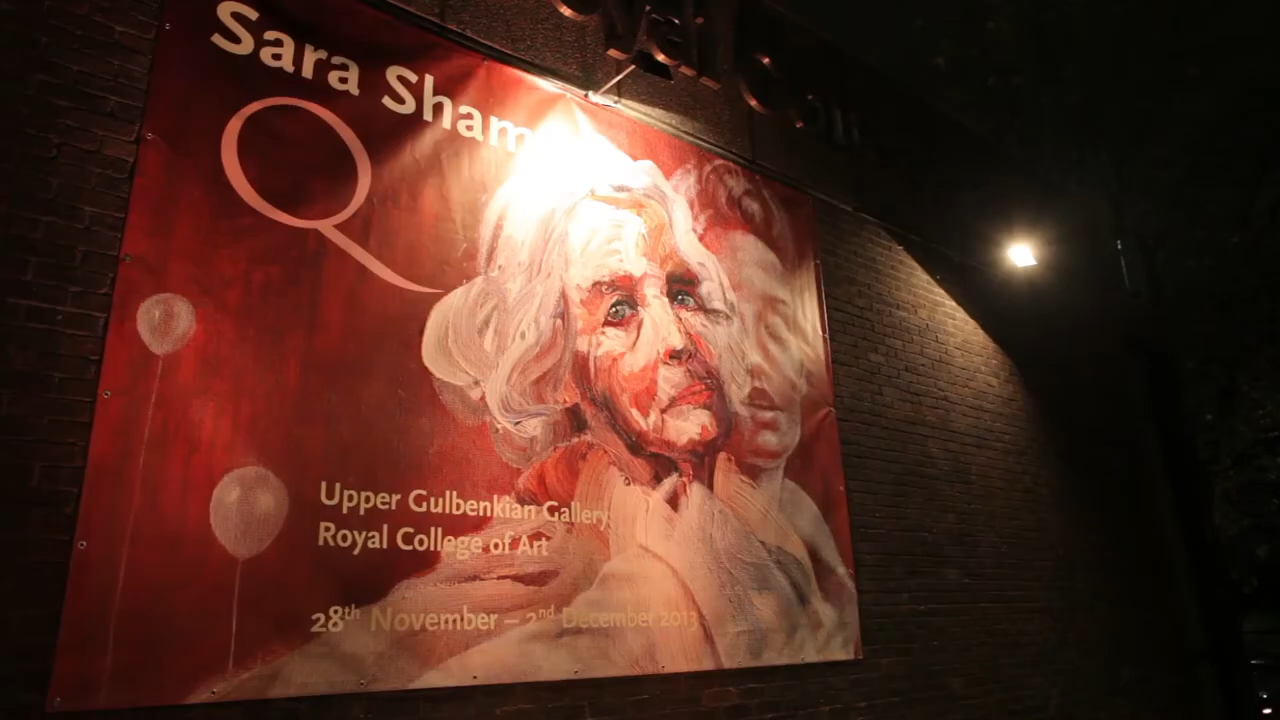 Sara Sham
Q
Upper Gulbenkian Gallery
Royal College of Art
28th November – 2nd December 2013